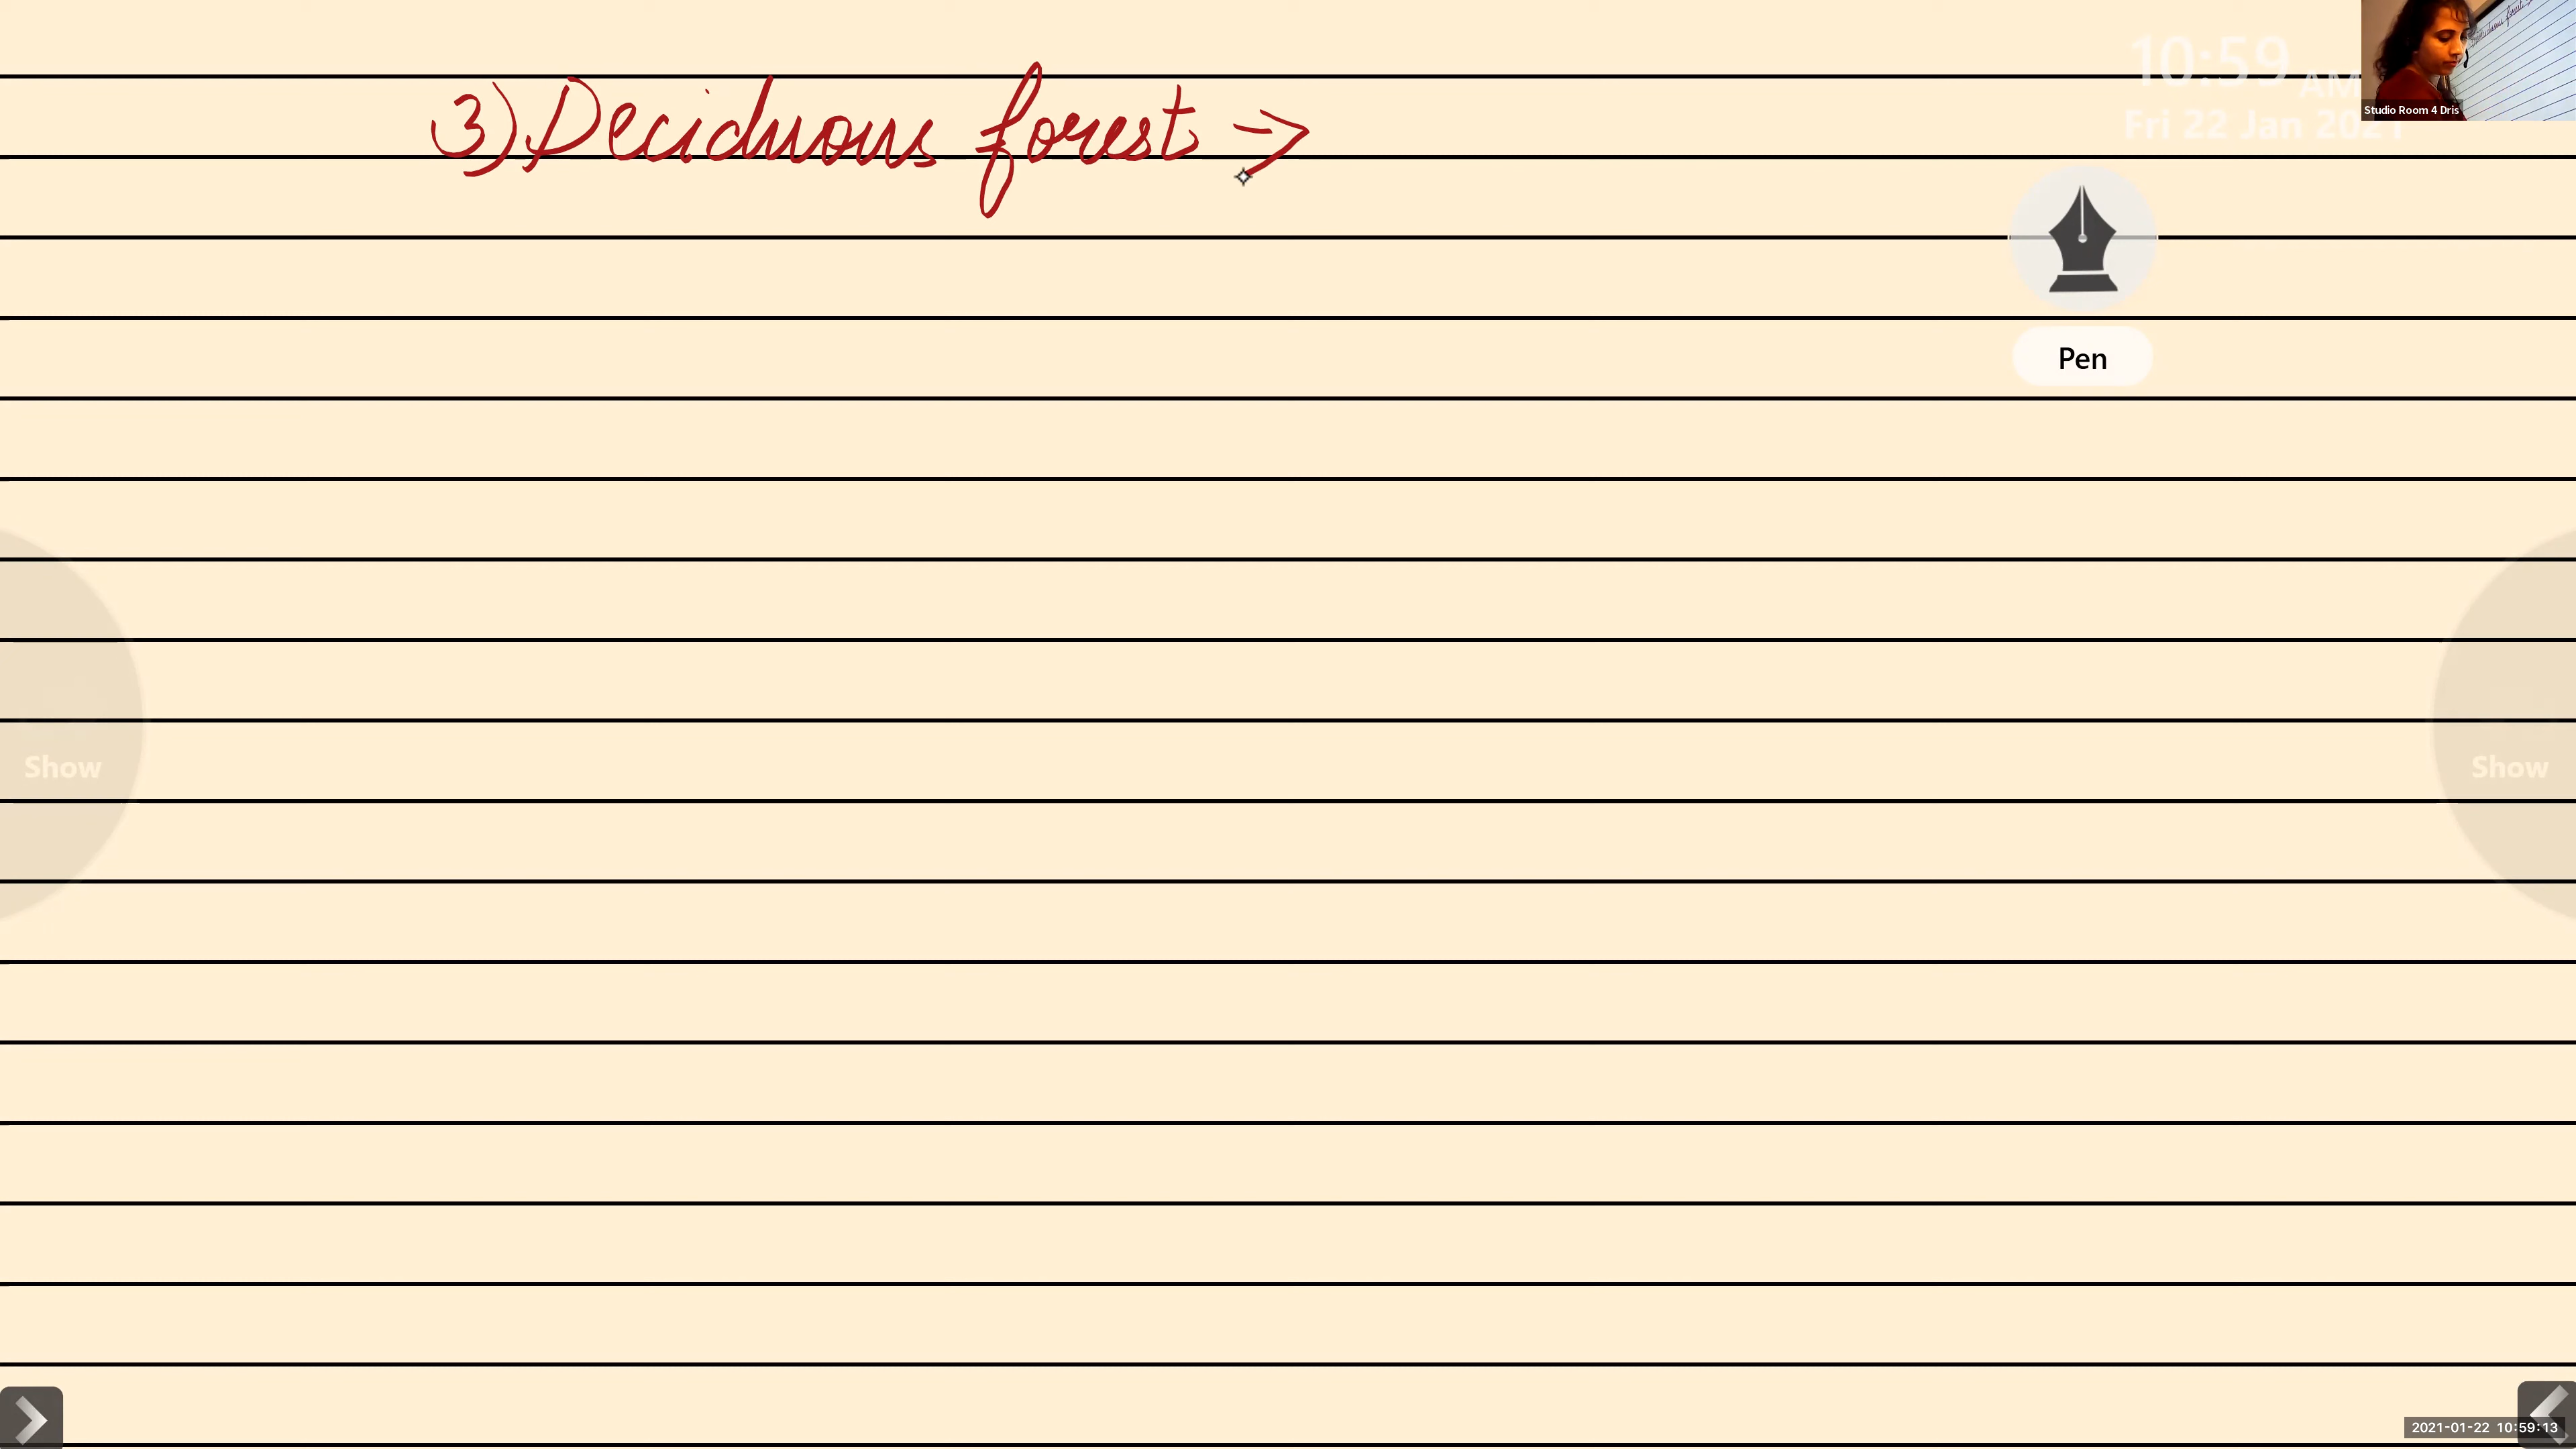 3) Deciduous forest →
10:59 AM
Fri 22 Jan 2021
Studio Room 4 Dris
Pen
Show
Show
2021-01-22 10:59:13